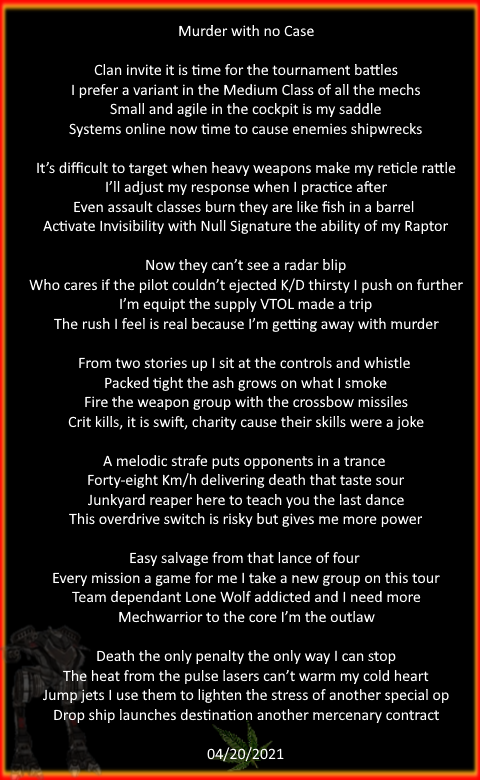 Murder with no Case
Clan invite it is time for the tournament battles
I prefer a variant in the Medium Class of all the mechs
Small and agile in the cockpit is my saddle
Systems online now time to cause enemies shipwrecks
It's difficult to target when heavy weapons make my reticle rattle
I'll adjust my response when I practice after
Even assault classes burn they are like fish in a barrel
Activate Invisibility with Null Signature the ability of my Raptor
Now they can't see a radar blip
Who cares if the pilot couldn't ejected K/D thirsty I push on further
I'm equipt the supply VTOL made a trip
The rush I feel is real because I'm getting away with murder
From two stories up I sit at the controls and whistle
Packed tight the ash grows on what I smoke
Fire the weapon group with the crossbow missiles
Crit kills, it is swift, charity cause their skills were a joke
A melodic strafe puts opponents in a trance
Forty-eight Km/h delivering death that taste sour
Junkyard reaper here to teach you the last dance
This overdrive switch is risky but gives me more power
Easy salvage from that lance of four
Every mission a game for me I take a new group on this tour
Team dependant Lone Wolf addicted and I need more
Mechwarrior to the core I'm the outlaw
Death the only penalty the only way I can stop
The heat from the pulse lasers can't warm my cold heart
Jump jets I use them to lighten the stress of another special op
Drop ship launches destination another mercenary contract
04/20/2021